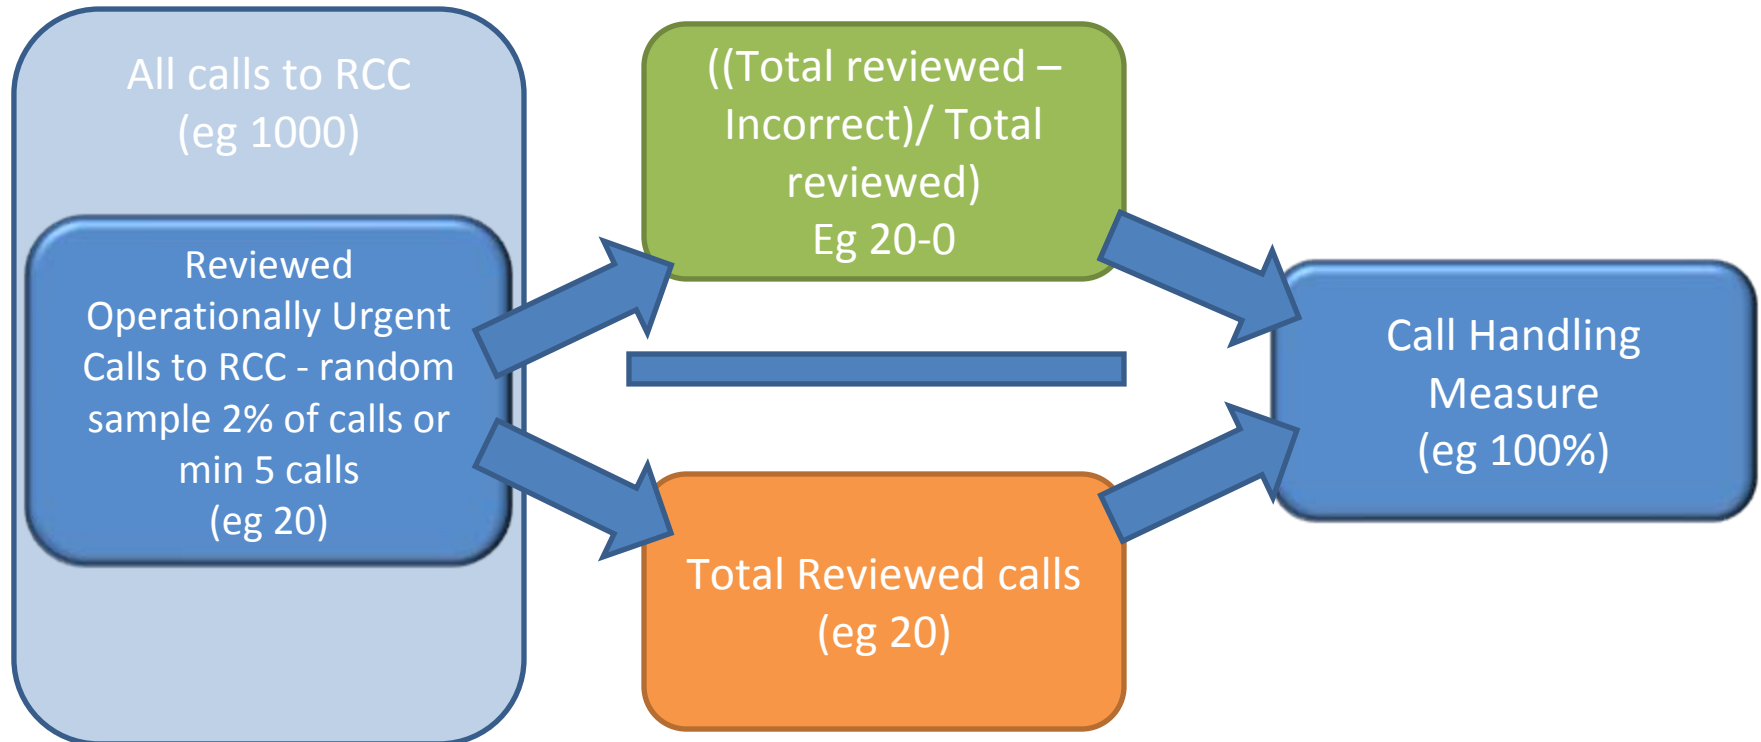 All calls to RCC
(eg 1000)
Reviewed
Operationally Urgent
Calls to RCC - random
sample 2% of calls or
min 5 calls
(eg 20)
((Total reviewed –
Incorrect)/ Total
reviewed)
Eg 20-0
Total Reviewed calls
(eg 20)
Call Handling
Measure
(eg 100%)